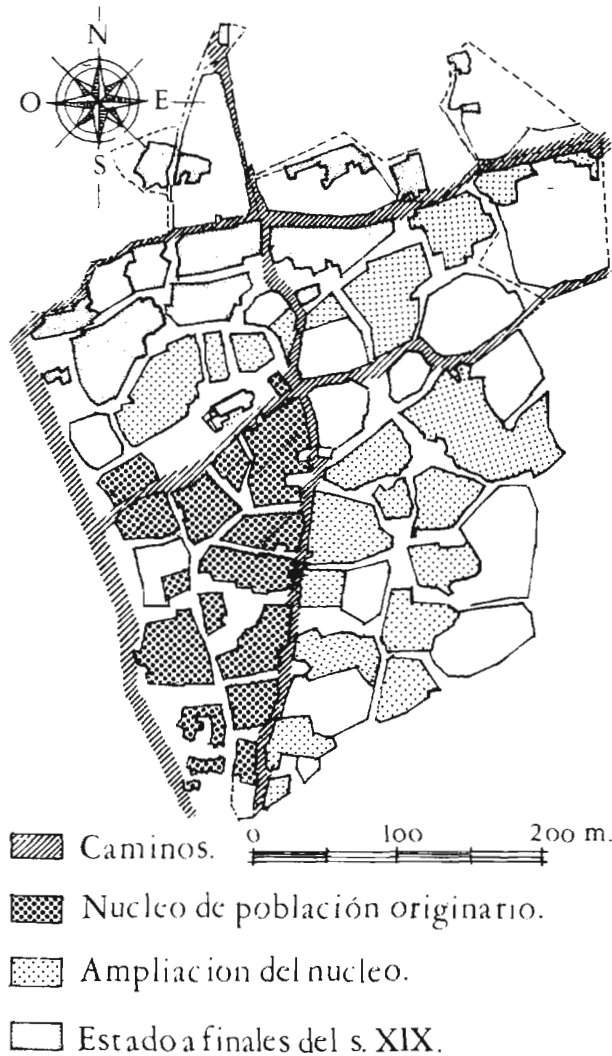 N
O E
S
0 100 200 m.
Caminos.
Nucleo de población originario.
Ampliacion del nucleo.
Estado a finales del s. XIX.